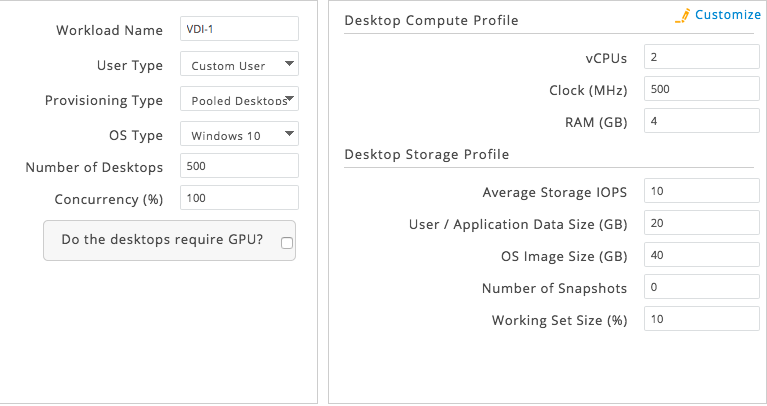 Workload Name VDI-1
User Type Custom User
Provisioning Type Pooled Desktops
OS Type Windows 10
Number of Desktops 500
Concurrency (%) 100
Do the desktops require GPU?
Desktop Compute Profile Customize
vCPUs 2
Clock (MHz) 500
RAM (GB) 4
Desktop Storage Profile
Average Storage IOPS 10
User / Application Data Size (GB) 20
OS Image Size (GB) 40
Number of Snapshots 0
Working Set Size (%) 10